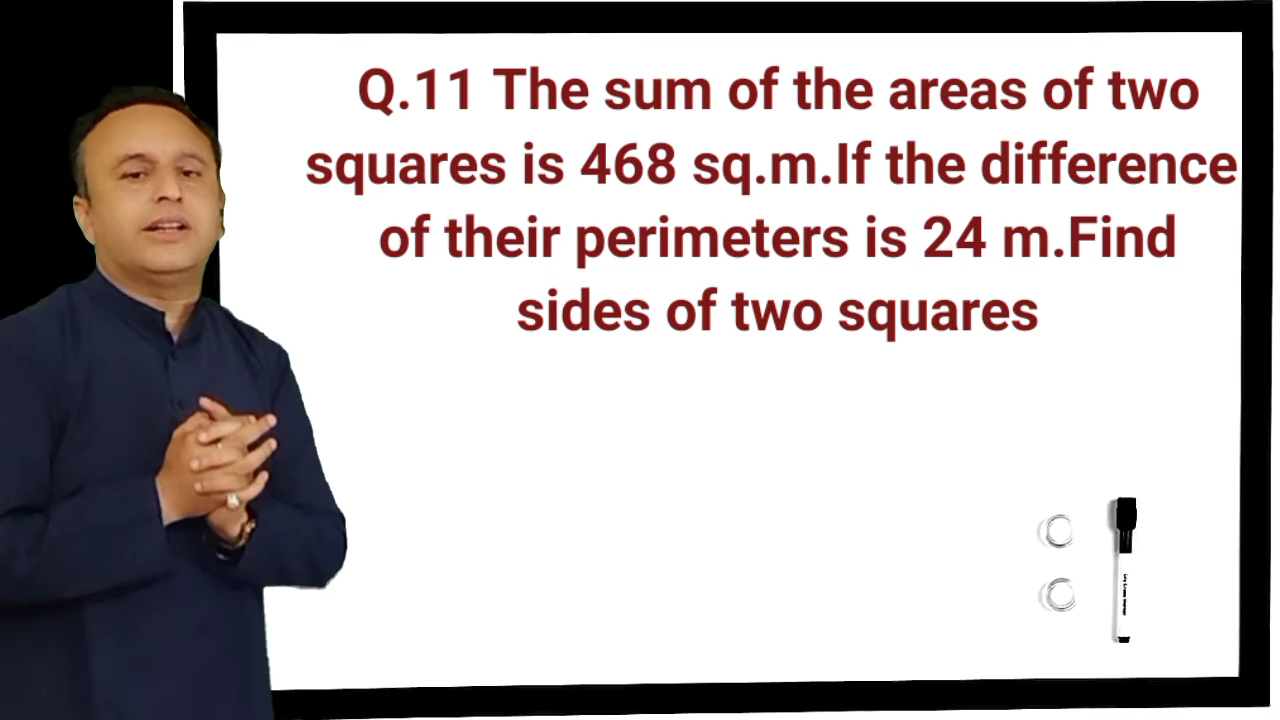 Q.11 The sum of the areas of two
squares is 468 sq.m.If the difference
of their perimeters is 24 m.Find
sides of two squares